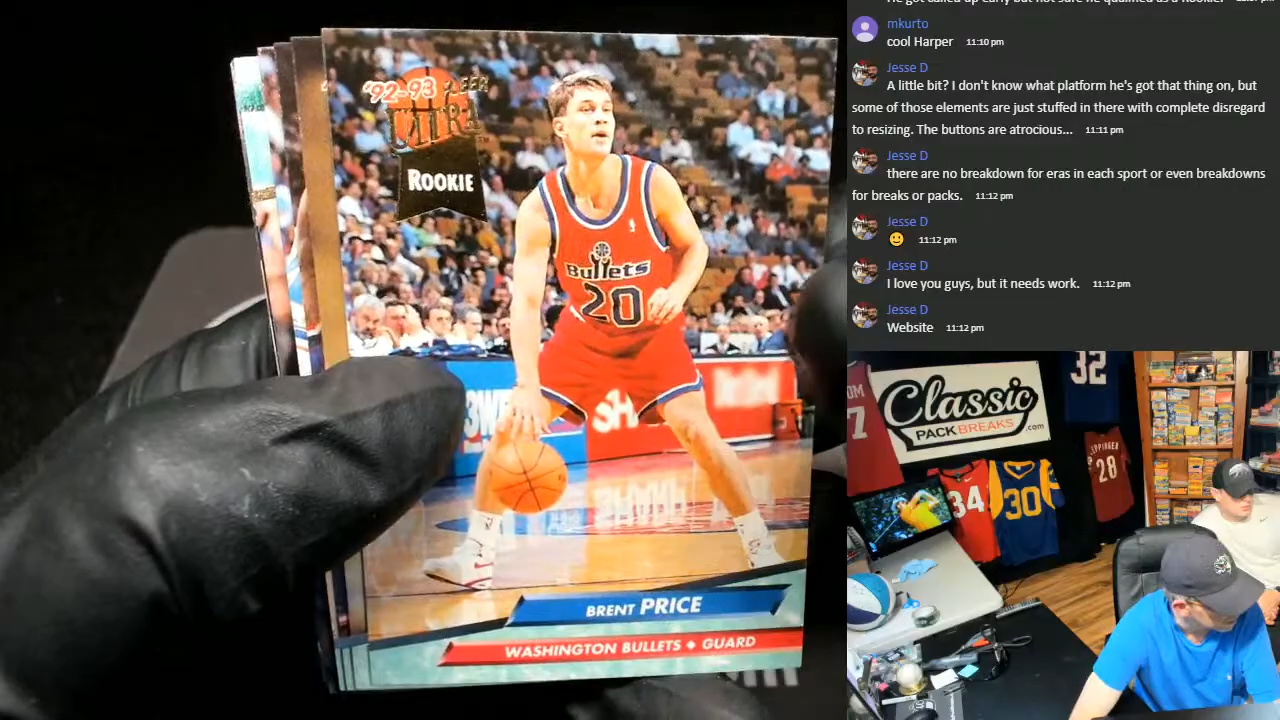 '92-93 FLEER
ULTRA
ROOKIE
Bullets
20
BRENT PRICE
WASHINGTON BULLETS ♦ GUARD
mkurto
cool Harper 11:10 pm
Jesse D
A little bit? I don't know what platform he's got that thing on, but
some of those elements are just stuffed in there with complete disregard
to resizing. The buttons are atrocious... 11:11 pm
Jesse D
there are no breakdown for eras in each sport or even breakdowns
for breaks or packs. 11:12 pm
Jesse D
🙂 11:12 pm
Jesse D
I love you guys, but it needs work. 11:12 pm
Jesse D
Website 11:12 pm
32
Classic
PACK BREAKS.com
7
34
30
28